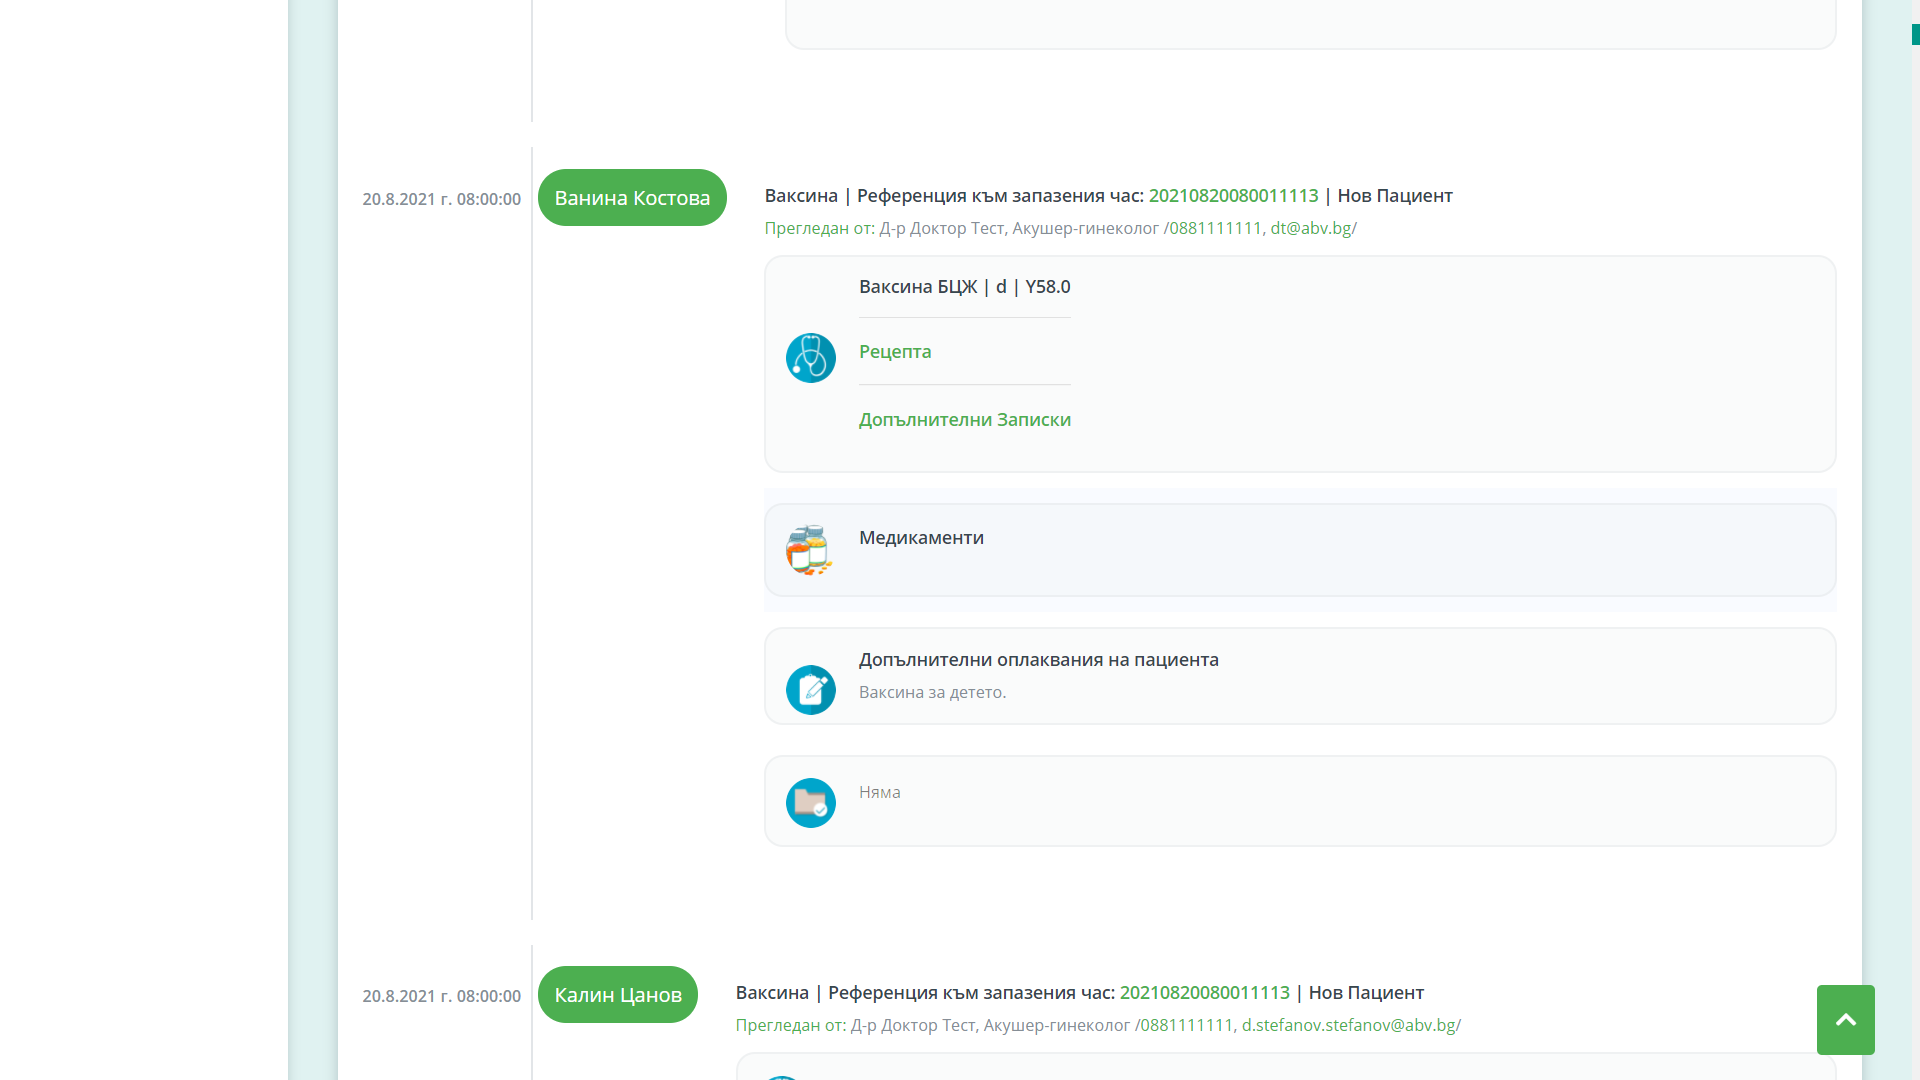 20.8.2021 г. 08:00:00
Ванина Костова
Ваксина | Референция към запазения час: 20210820080011113 | Нов Пациент
Прегледан от: Д-р Доктор Тест, Акушер-гинеколог /0881111111, dt@abv.bg/
Ваксина БЦЖ | d | Y58.0
Рецепта
Допълнителни Записки
Медикаменти
Допълнителни оплаквания на пациента
Ваксина за детето.
Няма
20.8.2021 г. 08:00:00
Калин Цанов
Ваксина | Референция към запазения час: 20210820080011113 | Нов Пациент
Прегледан от: Д-р Доктор Тест, Акушер-гинеколог /0881111111, d.stefanov.stefanov@abv.bg/